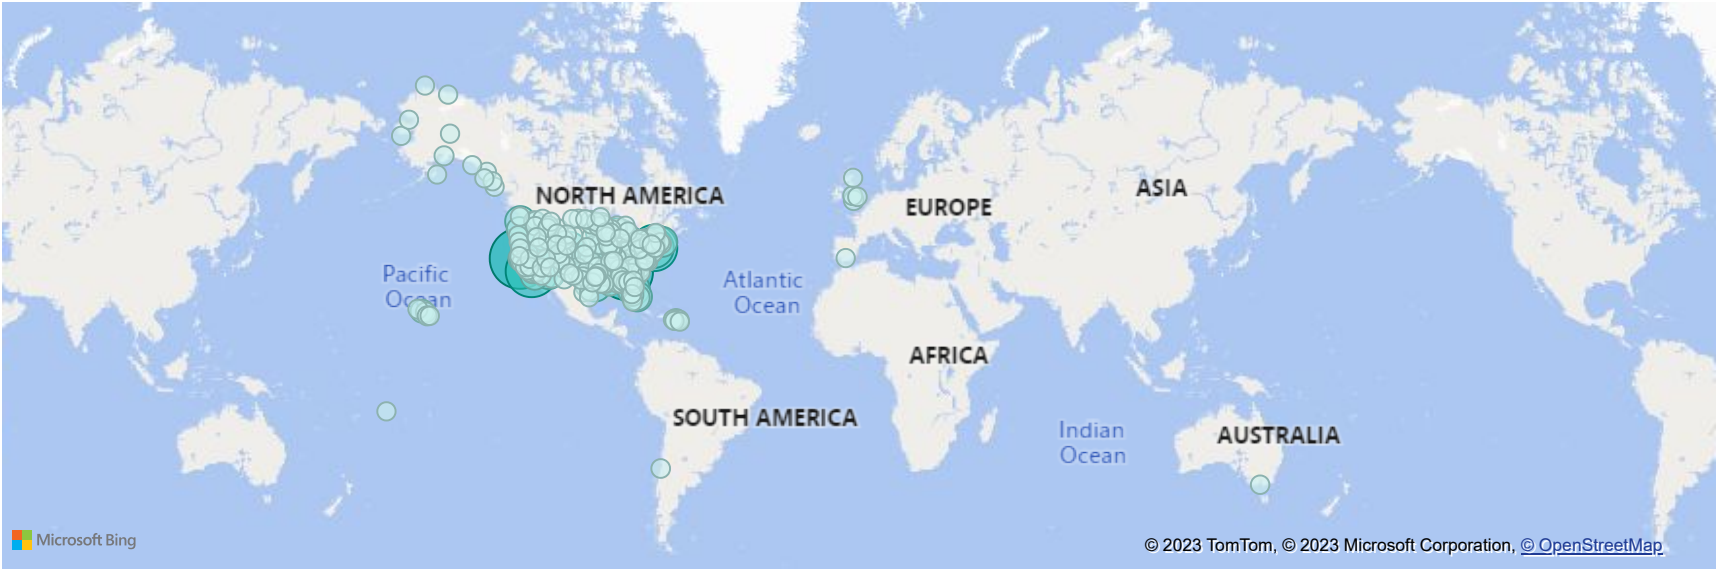 NORTH AMERICA
ASIA
EUROPE
Pacific
Ocean
Atlantic
Ocean
AFRICA
SOUTH AMERICA
Indian
Ocean
AUSTRALIA
Microsoft Bing
© 2023 TomTom, © 2023 Microsoft Corporation, © OpenStreetMap